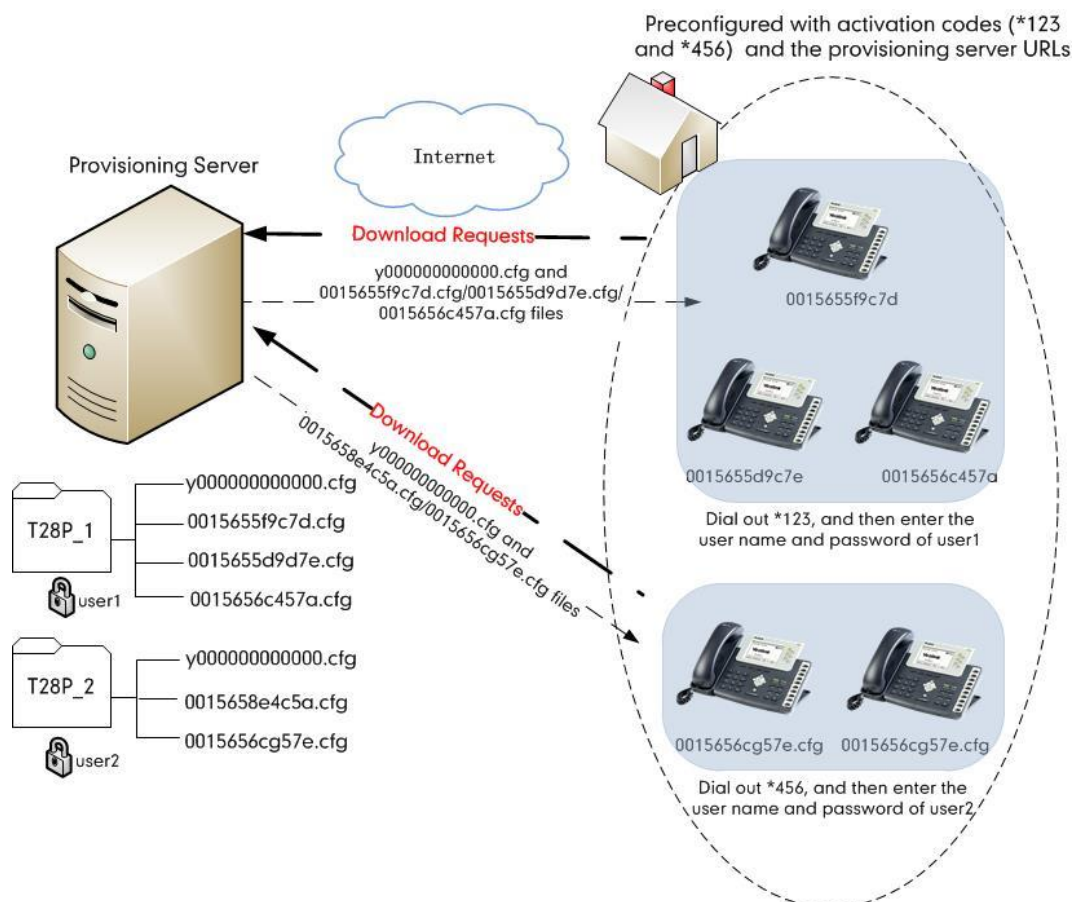 Preconfigured with activation codes (*123
and *456) and the provisioning server URLs
Internet
Provisioning Server
Download Requests
y000000000000.cfg and
0015655f9c7d.cfg/0015655d9d7e.cfg/
0015656c457a.cfg files
0015655f9c7d
0015655d9c7e
0015656c457a
Dial out *123, and then enter the
user name and password of user1
Download Requests
y000000000000.cfg and
0015658e4c5a.cfg/0015656cg57e.cfg files
T28P_1
user1
y000000000000.cfg
0015655f9c7d.cfg
0015655d9d7e.cfg
0015656c457a.cfg
T28P_2
user2
y000000000000.cfg
0015658e4c5a.cfg
0015656cg57e.cfg
0015656cg57e.cfg
0015656cg57e.cfg
Dial out *456, and then enter the
user name and password of user2